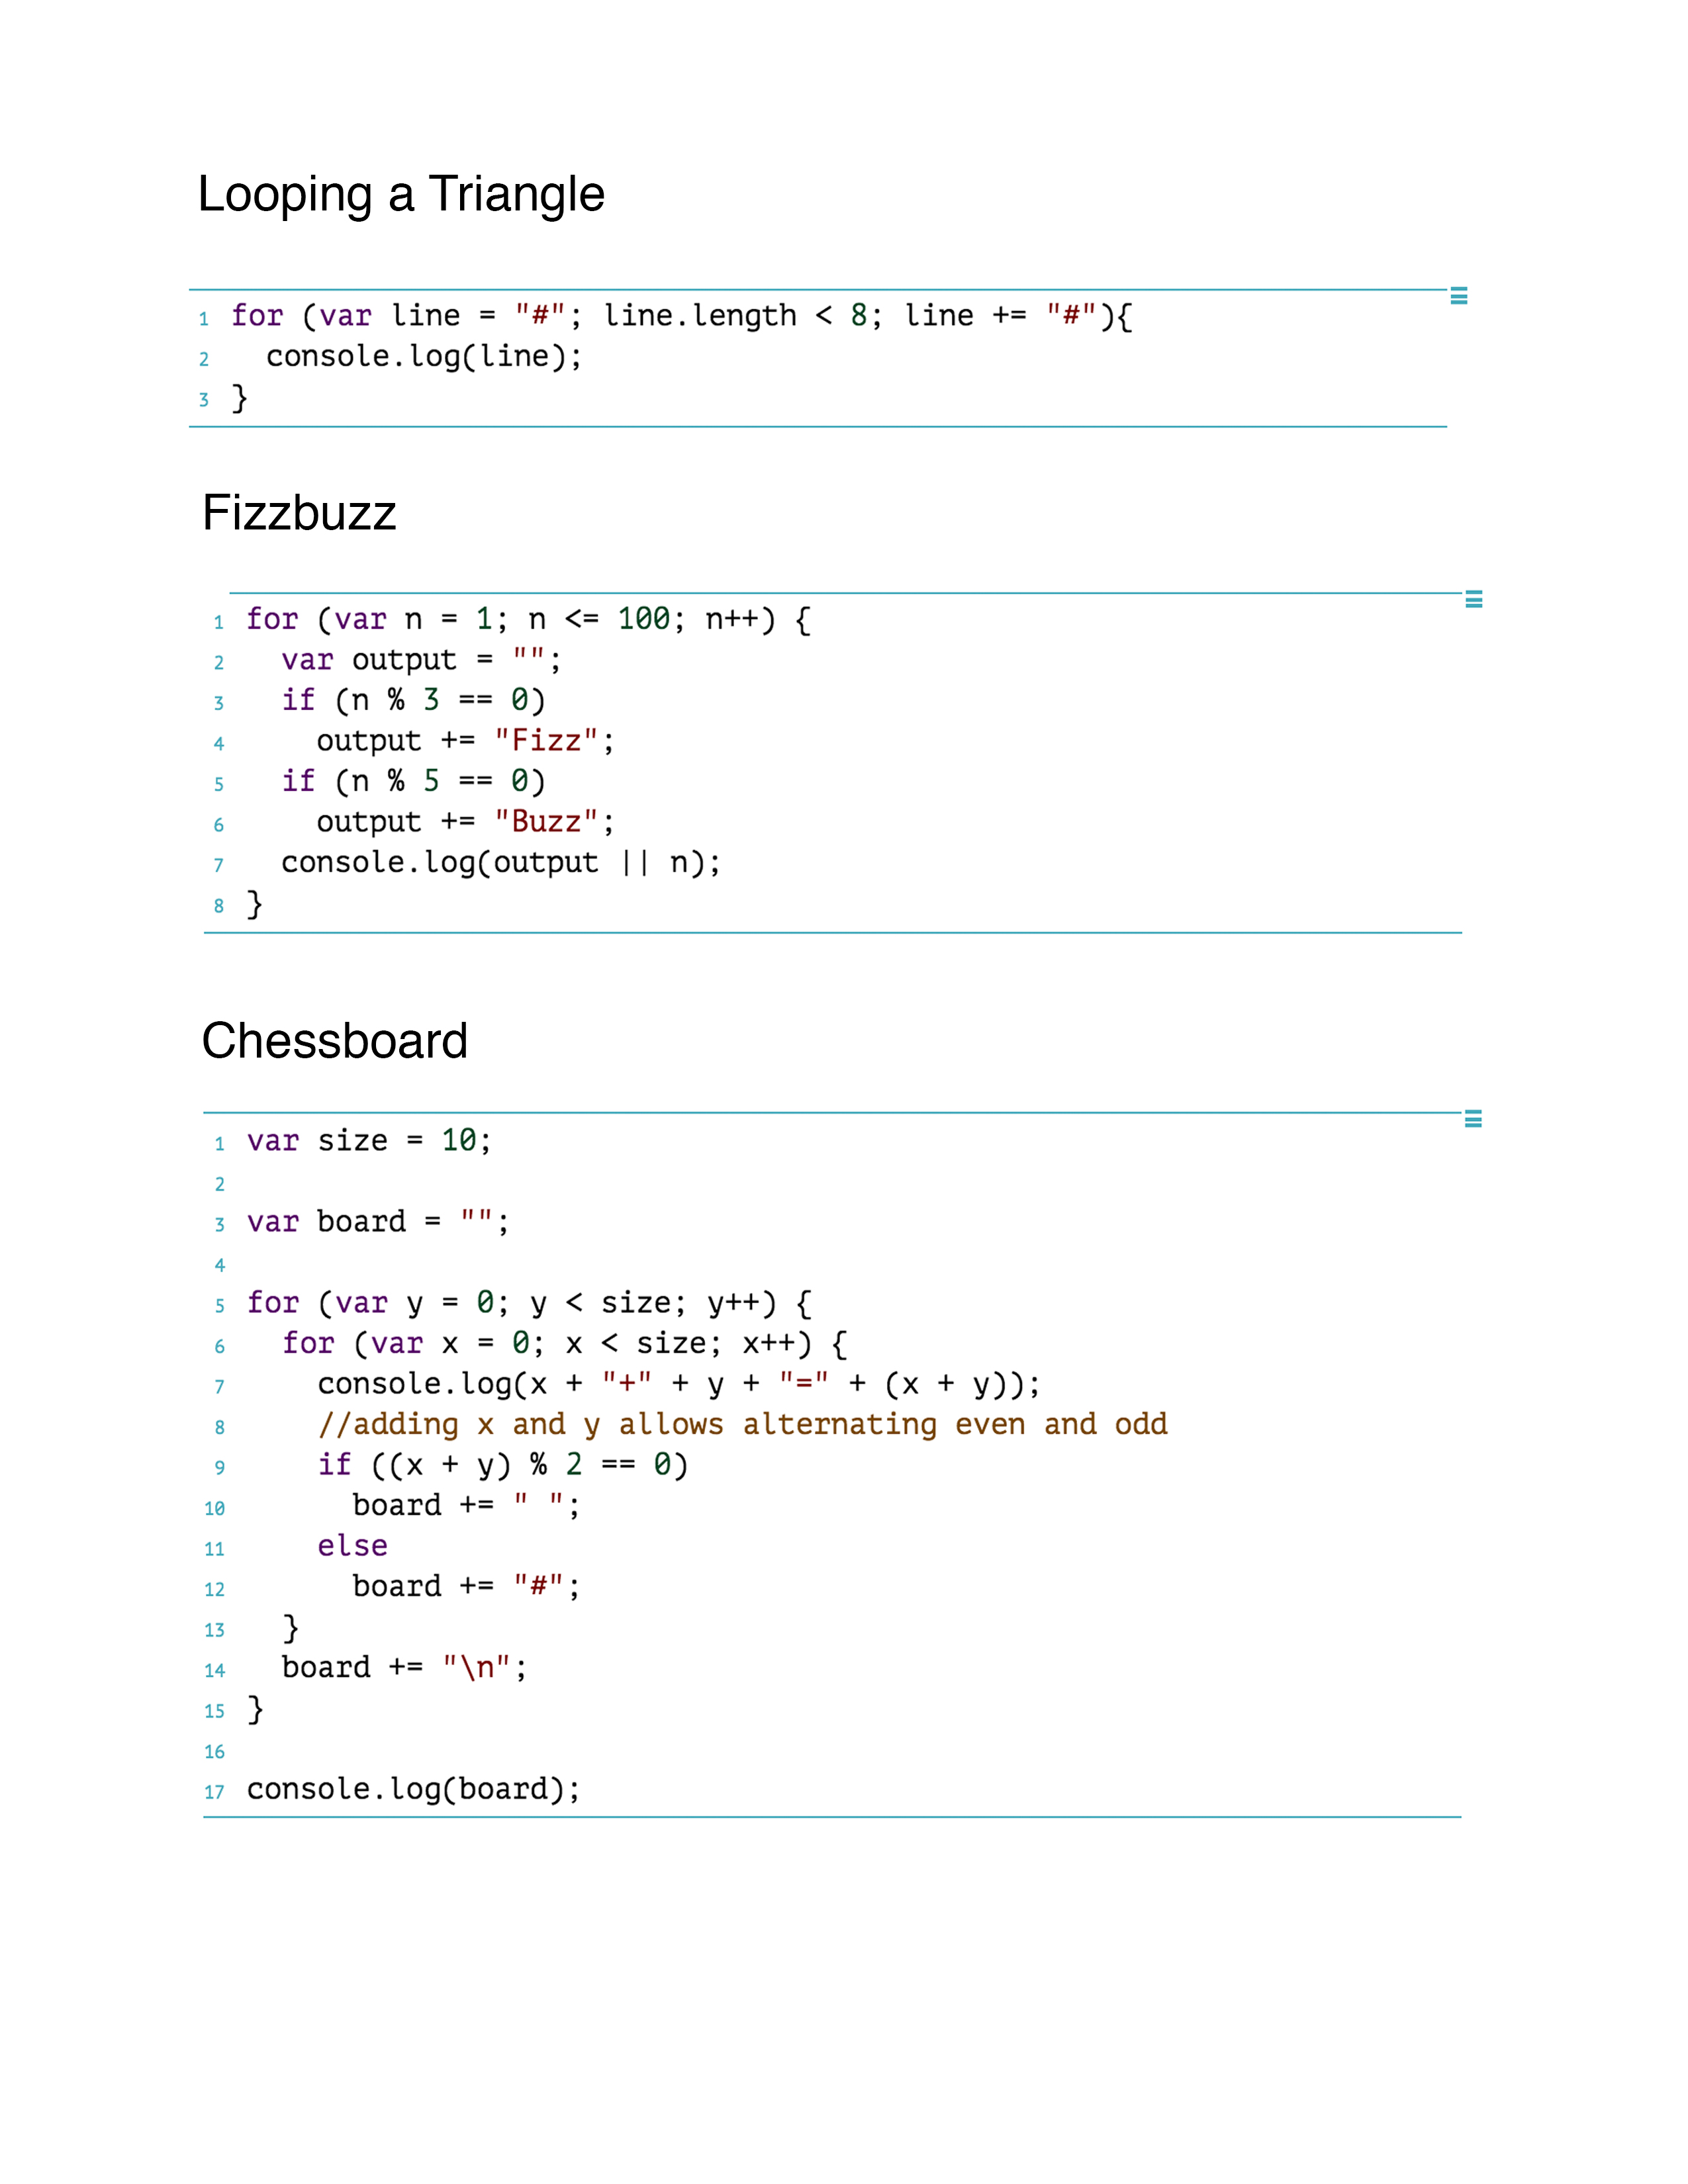 Looping a Triangle
1 for (var line = "#"; line.length < 8; line += "#"){
2   console.log(line);
3 }
Fizzbuzz
1 for (var n = 1; n <= 100; n++) {
2   var output = "";
3   if (n % 3 == 0)
4     output += "Fizz";
5   if (n % 5 == 0)
6     output += "Buzz";
7   console.log(output || n);
8 }
Chessboard
1 var size = 10;
2
3 var board = "";
4
5 for (var y = 0; y < size; y++) {
6   for (var x = 0; x < size; x++) {
7     console.log(x + "+" + y + "=" + (x + y));
8     //adding x and y allows alternating even and odd
9     if ((x + y) % 2 == 0)
10       board += " ";
11     else
12       board += "#";
13   }
14   board += "\n";
15 }
16
17 console.log(board);